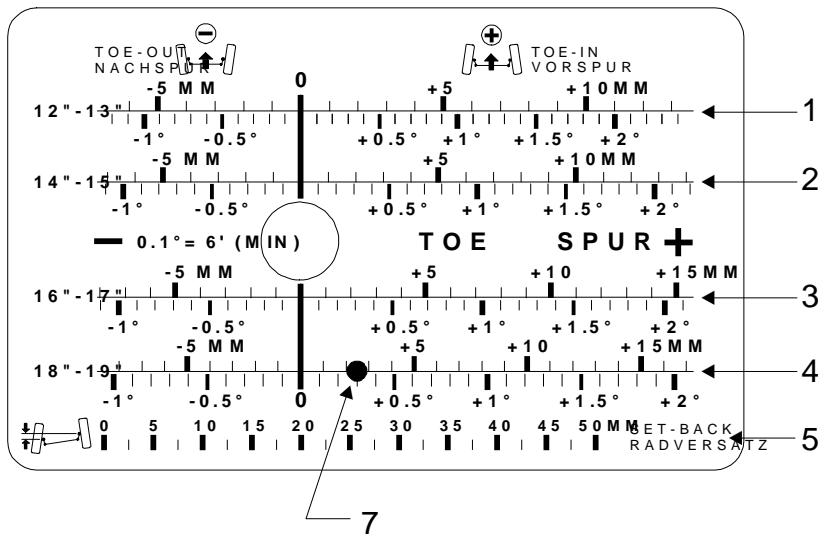 − +
TOE-OUT TOE-IN
NACHSPUR VORSPUR
-5 MM 0 +5 +10MM
12"-13" 1
-1° -0.5° +0.5° +1° +1.5° +2°
-5 MM +5 +10MM
14"-15" 2
-1° -0.5° +0.5° +1° +1.5° +2°
− 0.1°= 6' (MIN) TOE SPUR +
-5 MM +5 +10 +15MM
16"-17" 3
-1° -0.5° +0.5° +1° +1.5° +2°
-5 MM +5 +10 +15MM
18"-19" 4
-1° -0.5° 0 +0.5° +1° +1.5° +2°
0 5 10 15 20 25 30 35 40 45 50MM SET-BACK
RADVERSATZ 5
7